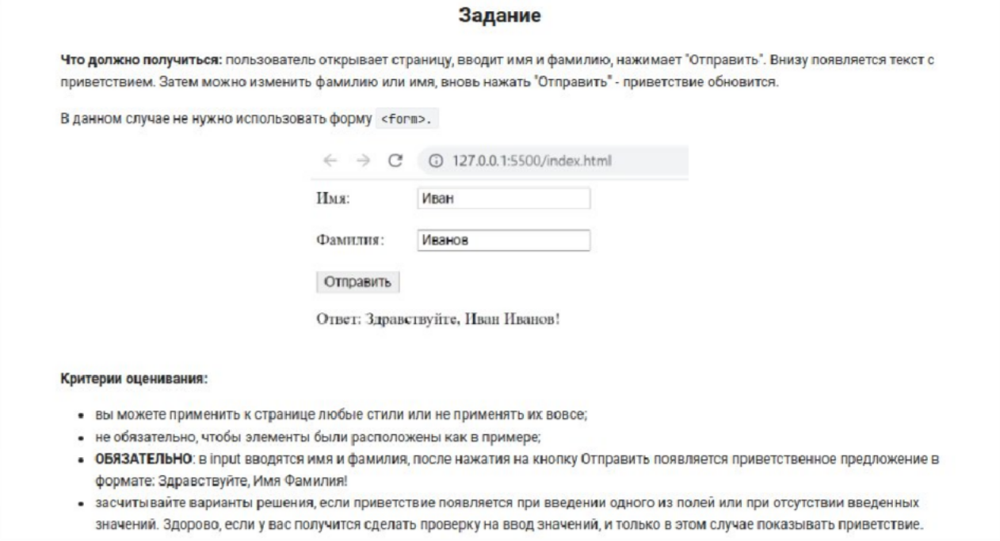 Задание
Что должно получиться: пользователь открывает страницу, вводит имя и фамилию, нажимает "Отправить". Внизу появляется текст с
приветствием. Затем можно изменить фамилию или имя, вновь нажать "Отправить" - приветствие обновится.
В данном случае не нужно использовать форму <form>.
127.0.0.1:5500/index.html
Имя: Иван
Фамилия: Иванов
Отправить
Ответ: Здравствуйте, Иван Иванов!
Критерии оценивания:
• вы можете применить к странице любые стили или не применять их вовсе;
• не обязательно, чтобы элементы были расположены как в примере;
• ОБЯЗАТЕЛЬНО: в input вводятся имя и фамилия, после нажатия на кнопку Отправить появляется приветственное предложение в
формате: Здравствуйте, Имя Фамилия!
• засчитывайте варианты решения, если приветствие появляется при введении одного из полей или при отсутствии введенных
значений. Здорово, если у вас получится сделать проверку на ввод значений, и только в этом случае показывать приветствие.